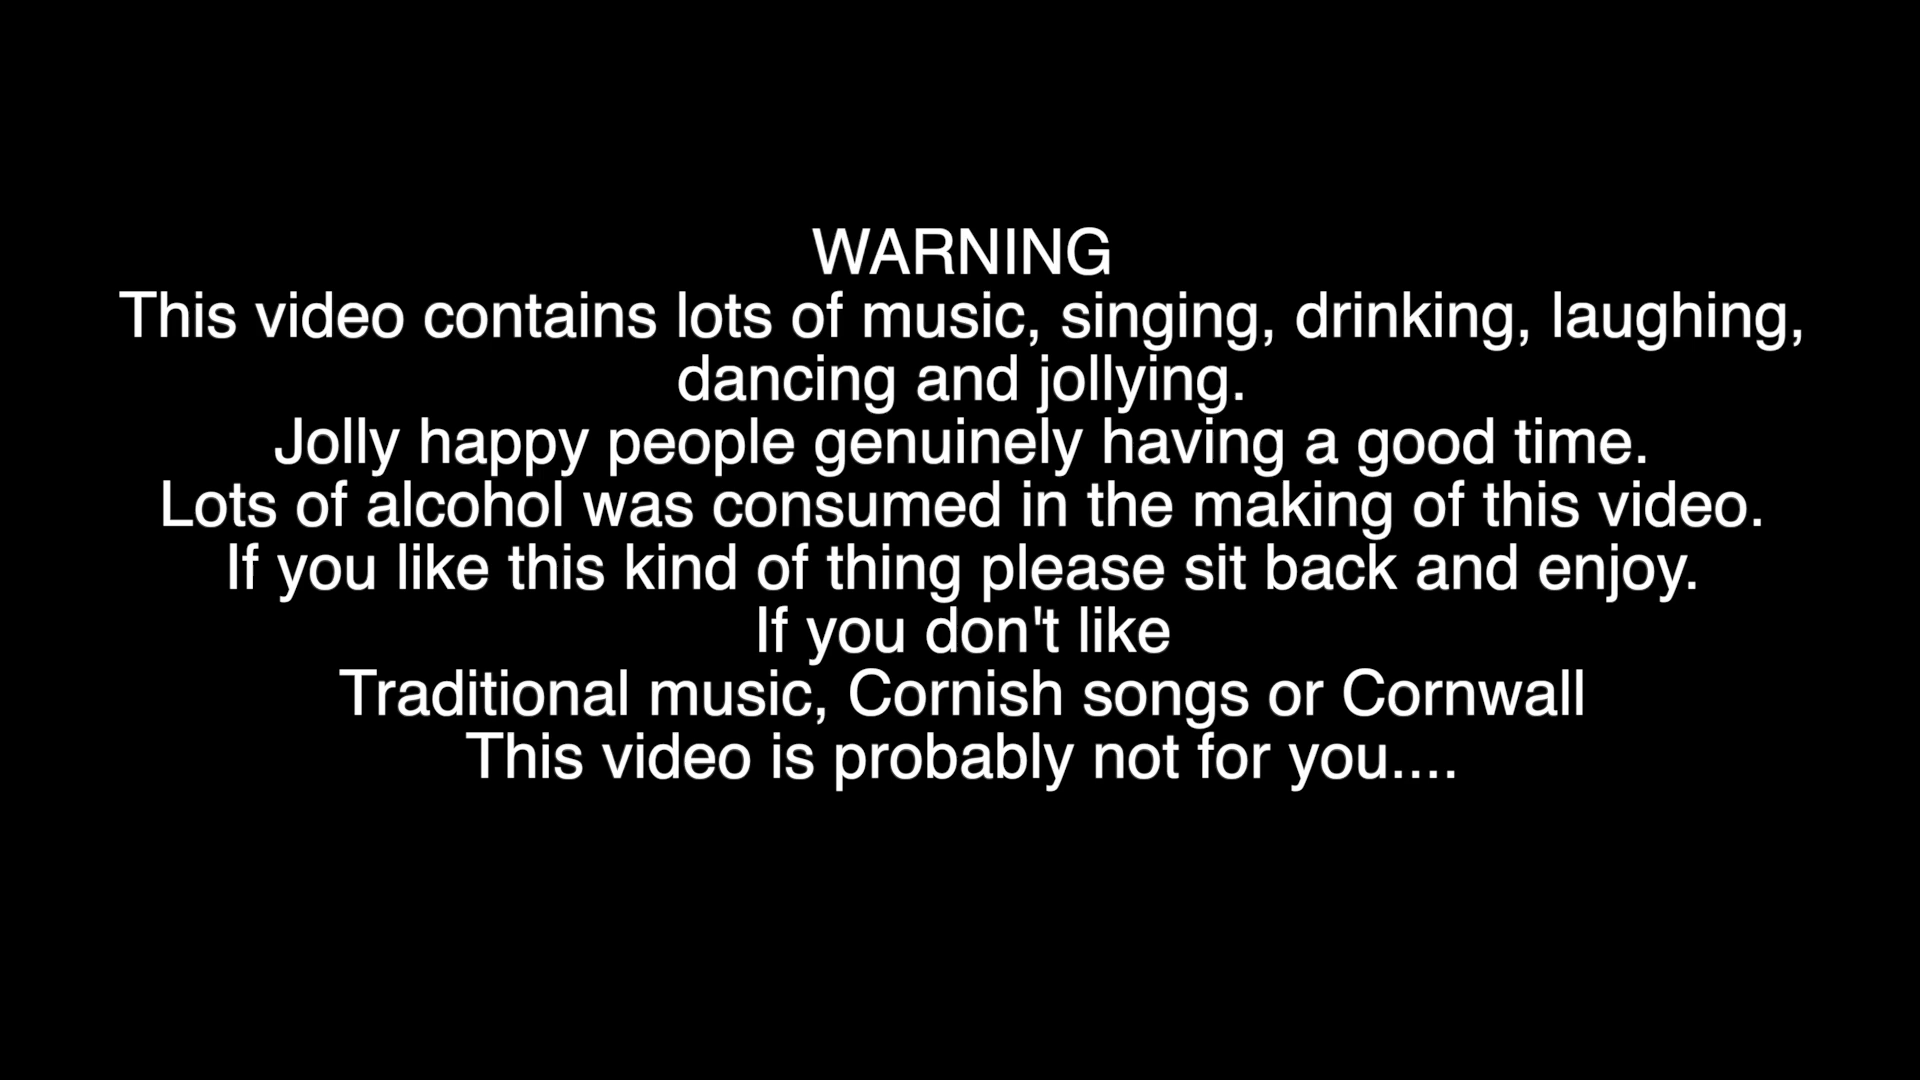 WARNING
This video contains lots of music, singing, drinking, laughing,
dancing and jollying.
Jolly happy people genuinely having a good time.
Lots of alcohol was consumed in the making of this video.
If you like this kind of thing please sit back and enjoy.
If you don't like
Traditional music, Cornish songs or Cornwall
This video is probably not for you....